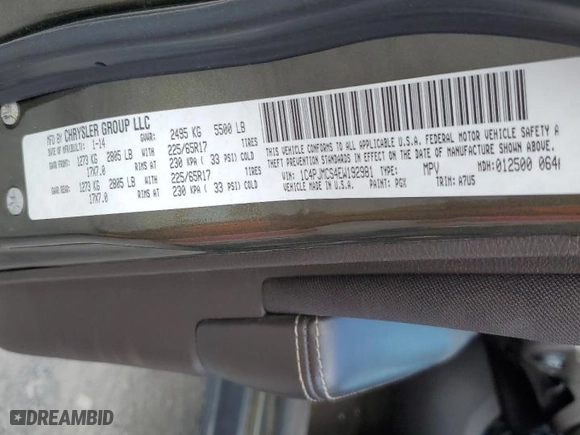 MFD BY CHRYSLER GROUP LLC
DATE OF MFR(BUILT): 1-14 GVWR: 2495 KG 5500 LB
GAWR FRONT: 1273 KG 2805 LB WITH 225/65R17 TIRES
17X7.0 RIMS AT 230 KPA ( 33 PSI) COLD
GAWR REAR: 1273 KG 2805 LB WITH 225/65R17 TIRES
17X7.0 RIMS AT 230 KPA ( 33 PSI) COLD
THIS VEHICLE CONFORMS TO ALL APPLICABLE U.S.A. FEDERAL MOTOR VEHICLE SAFETY A
THEFT PREVENTION STANDARDS IN EFFECT ON THE DATE OF MANUFACTURE SHOWN ABOVE.
VEHICLE MADE IN U.S.A.
VIN: 1C4PJMCS4EW192981 TYPE: MPV MDH: 012500 064
PAINT: PGX TRIM: A7U5
DREAMBID